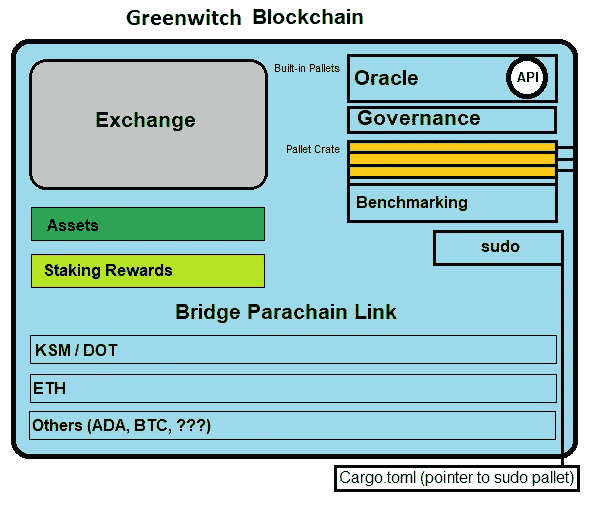 Greenwitch Blockchain
Built-in Pallets
Oracle
API
Exchange
Governance
Pallet Crate
Benchmarking
Assets
sudo
Staking Rewards
Bridge Parachain Link
KSM / DOT
ETH
Others (ADA, BTC, ???)
Cargo.toml (pointer to sudo pallet)